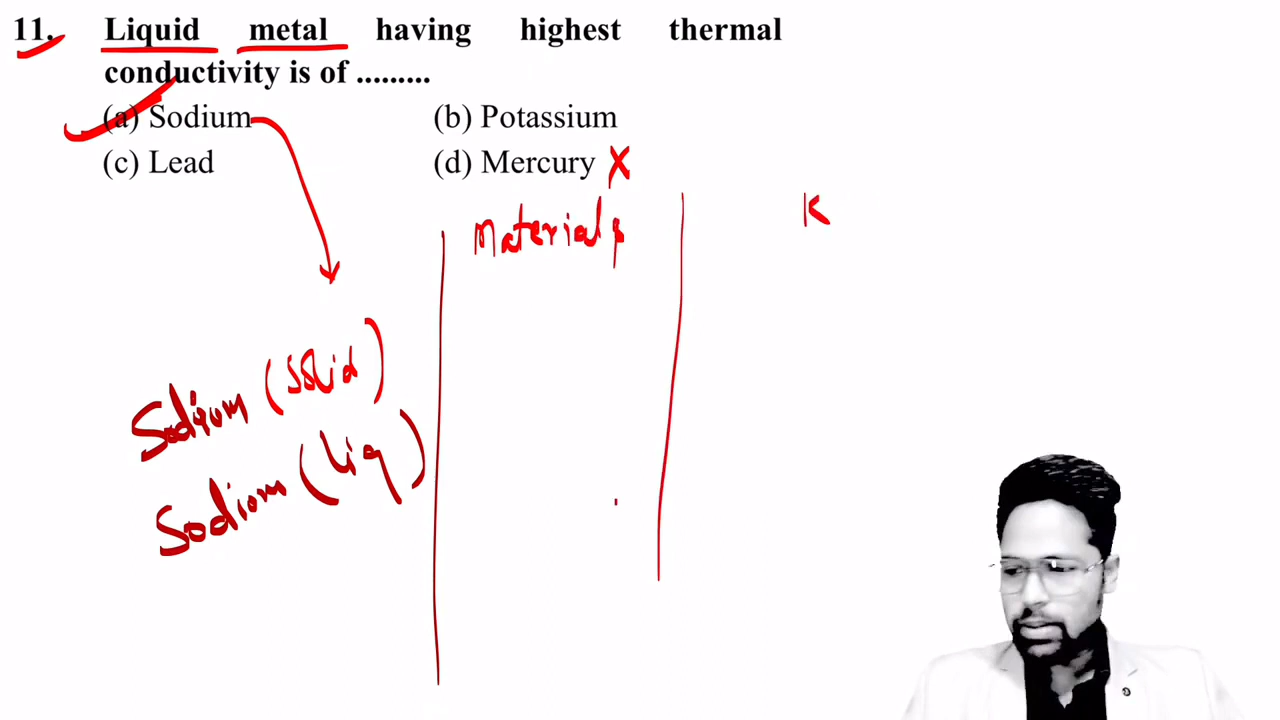 11. Liquid metal having highest thermal
conductivity is of .........
(a) Sodium (b) Potassium
(c) Lead (d) Mercury X
Materials K
Sodium (Solid)
Sodium (Liq)